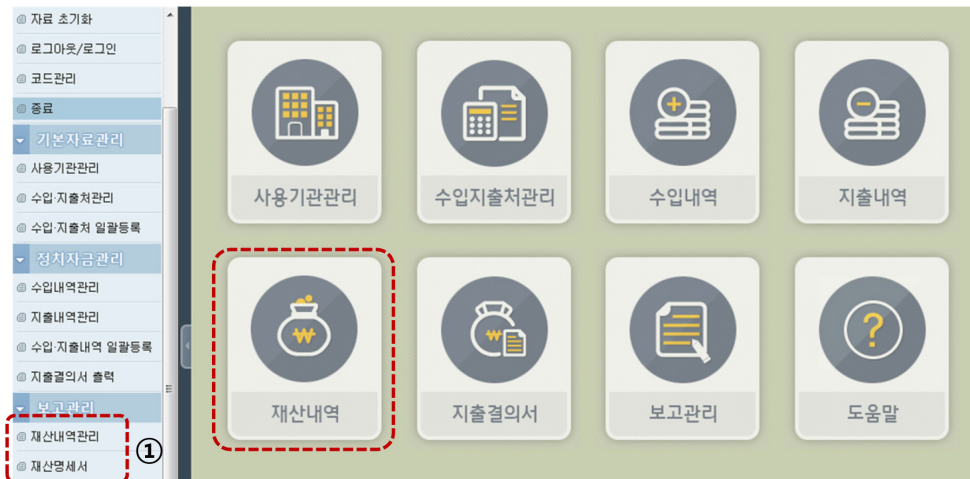 자료 초기화
로그아웃/로그인
코드관리
종료
기본자료관리
사용기관관리
수입·지출처관리
수입·지출처 일괄등록
정치자금관리
수입내역관리
지출내역관리
수입·지출내역 일괄등록
지출결의서 출력
보고관리
재산내역관리
①
재산명세서
사용기관관리
수입지출처관리
수입내역
지출내역
재산내역
지출결의서
보고관리
도움말